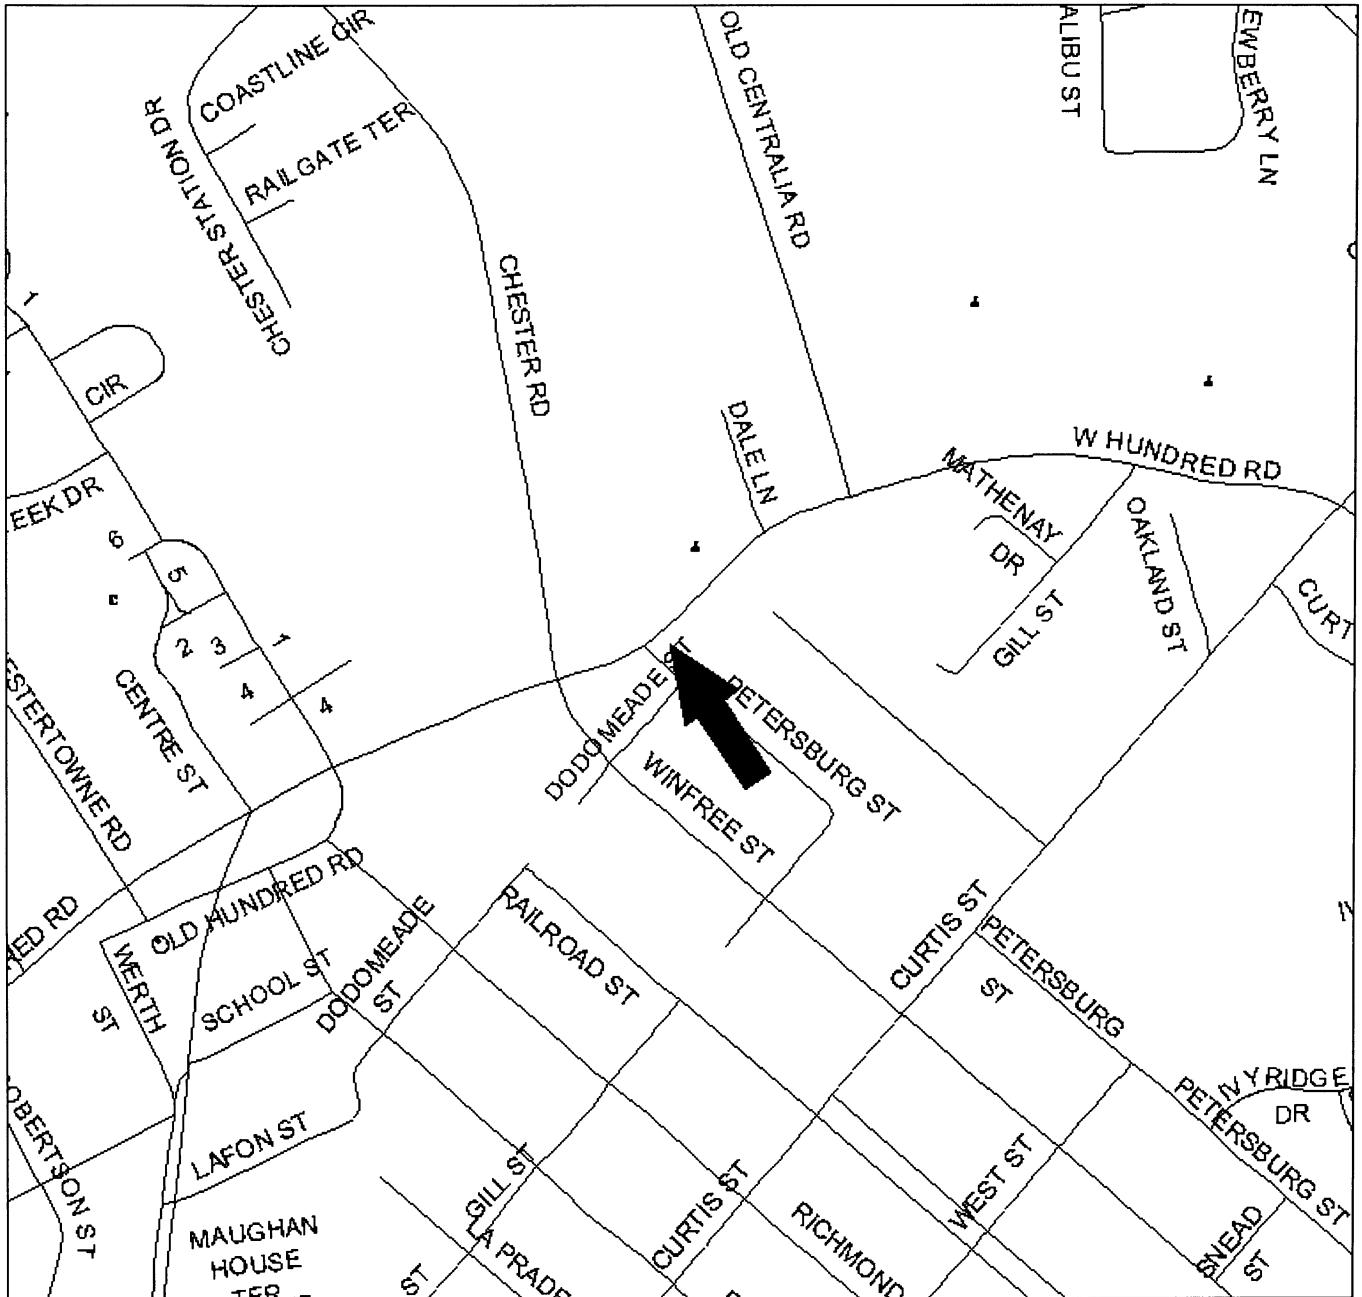 COASTLINE CIR
OLD CENTRALIA RD
ALIBU ST
EWBERRY LN
CHESTER STATION DR
RAILGATE TER
CHESTER RD
1
CIR
DALE LN
W HUNDRED RD
MATHENAY
DR
OAKLAND ST
EEK DR
6
5
2
3
1
4
4
CURT
GILL ST
ESTERTOWNE RD
CENTRE ST
DODOMEADE ST
PETERSBURG ST
WINFREE ST
OLD HUNDRED RD
HED RD
WERTH
ST
SCHOOL ST
DODOMEADE
ST
RAILROAD ST
CURTIS ST
PETERSBURG
ST
IVY RIDGE
DR
PETERSBURG ST
OBERTSON ST
LAFON ST
GILL ST
CURTIS ST
WEST ST
SNEAD
ST
MAUGHAN
HOUSE
TER
LA PRADE
ST
RICHMOND